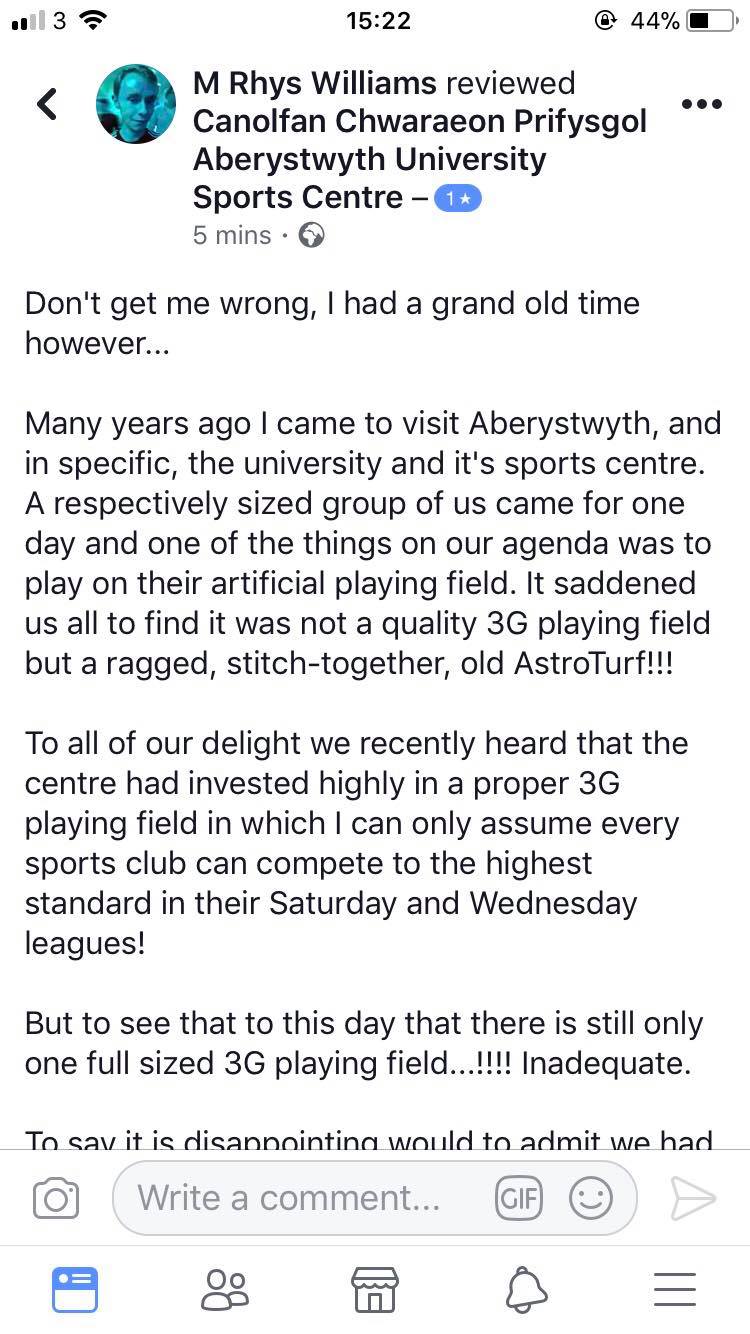 3
15:22
44%
M Rhys Williams reviewed
Canolfan Chwaraeon Prifysgol
Aberystwyth University
Sports Centre – 1★
5 mins ·
Don't get me wrong, I had a grand old time
however...
Many years ago I came to visit Aberystwyth, and
in specific, the university and it's sports centre.
A respectively sized group of us came for one
day and one of the things on our agenda was to
play on their artificial playing field. It saddened
us all to find it was not a quality 3G playing field
but a ragged, stitch-together, old AstroTurf!!!
To all of our delight we recently heard that the
centre had invested highly in a proper 3G
playing field in which I can only assume every
sports club can compete to the highest
standard in their Saturday and Wednesday
leagues!
But to see that to this day that there is still only
one full sized 3G playing field...!!!! Inadequate.
To say it is disappointing would to admit we had
Write a comment...
GIF